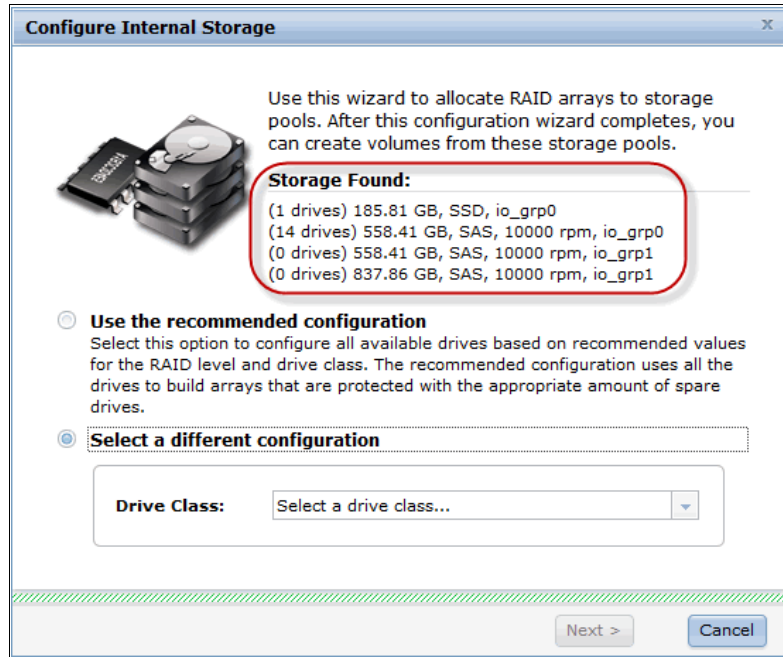 Configure Internal Storage
x
Use this wizard to allocate RAID arrays to storage
pools. After this configuration wizard completes, you
can create volumes from these storage pools.
Storage Found:
(1 drives) 185.81 GB, SSD, io_grp0
(14 drives) 558.41 GB, SAS, 10000 rpm, io_grp0
(0 drives) 558.41 GB, SAS, 10000 rpm, io_grp1
(0 drives) 837.86 GB, SAS, 10000 rpm, io_grp1
Use the recommended configuration
Select this option to configure all available drives based on recommended values
for the RAID level and drive class. The recommended configuration uses all the
drives to build arrays that are protected with the appropriate amount of spare
drives.
Select a different configuration
Drive Class:
Select a drive class...
Next >
Cancel